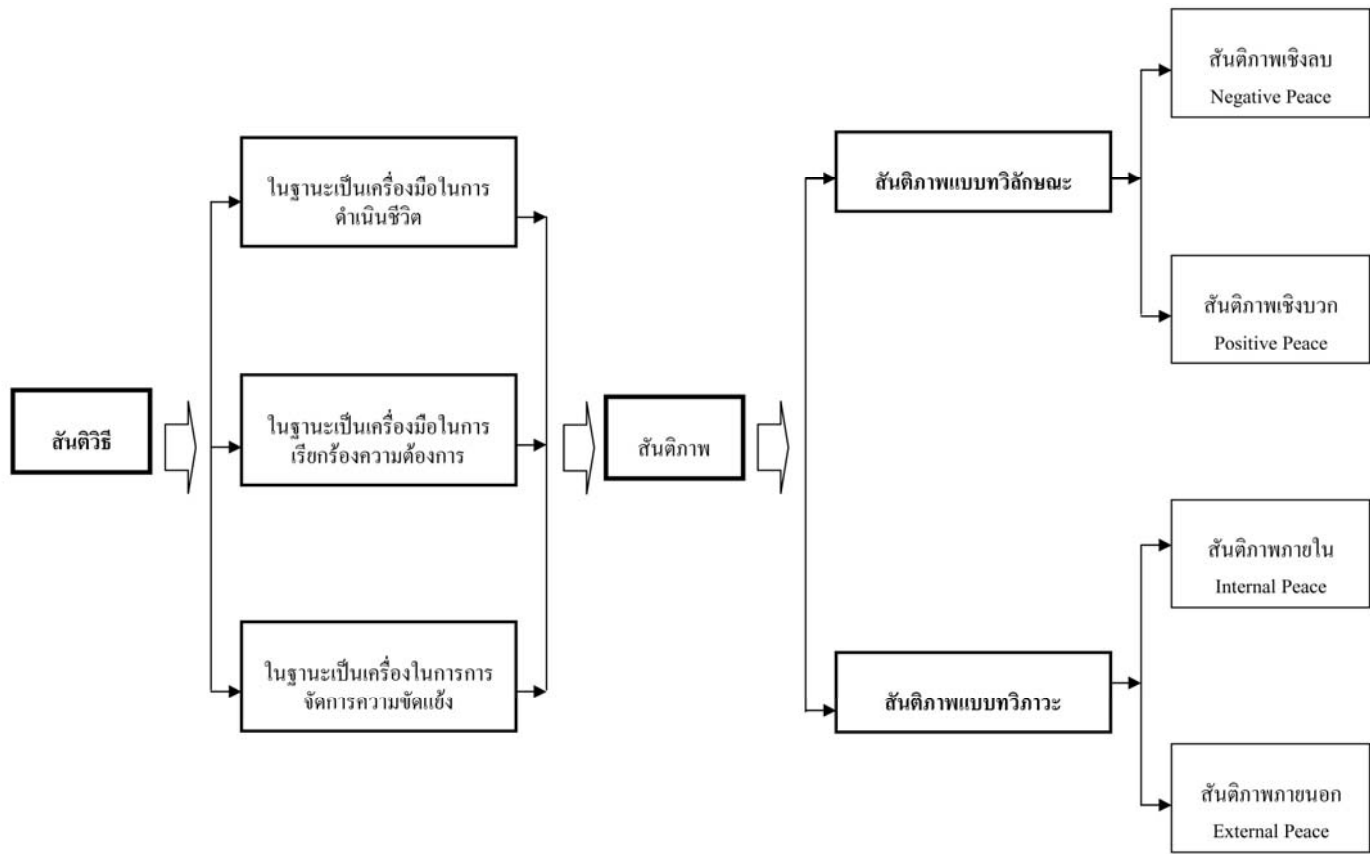 สันติวิธี
ในฐานะเป็นเครื่องมือในการ
ดำเนินชีวิต
ในฐานะเป็นเครื่องมือในการ
เรียกร้องความต้องการ
ในฐานะเป็นเครื่องในการการ
จัดการความขัดแย้ง
สันติภาพ
สันติภาพแบบทวิลักษณะ
สันติภาพเชิงลบ
Negative Peace
สันติภาพเชิงบวก
Positive Peace
สันติภาพแบบทวิภาวะ
สันติภาพภายใน
Internal Peace
สันติภาพภายนอก
External Peace